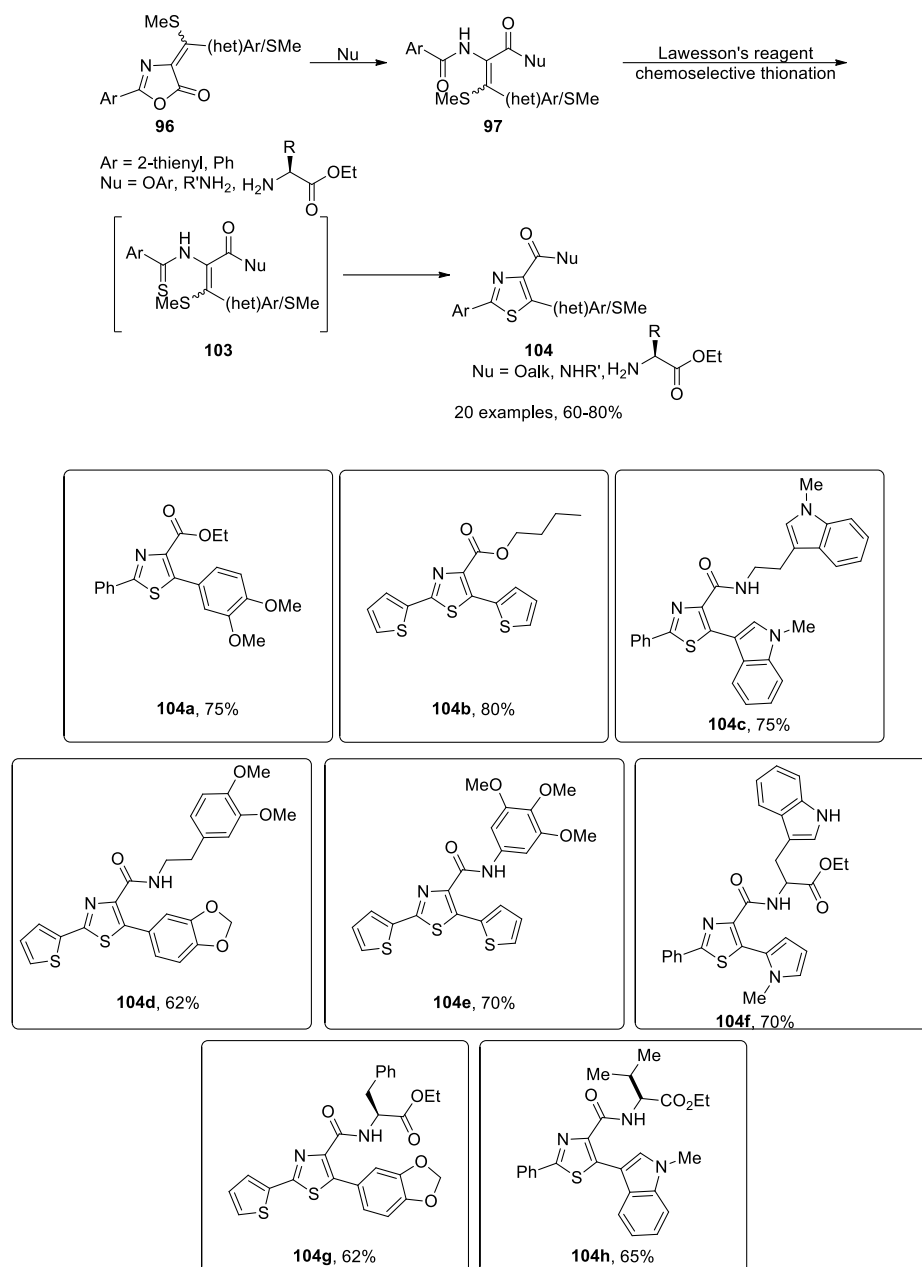 MeS
(het)Ar/SMe
N
Ar
O
O
96
Nu
H
N
O
Ar
Nu
O
MeS
(het)Ar/SMe
97
Lawesson's reagent
chemoselective thionation
Ar = 2-thienyl, Ph
Nu = OAr, R'NH2,
R
H2N
OEt
O
H
N
O
Ar
Nu
S
MeS
(het)Ar/SMe
103
O
Nu
N
Ar
S
(het)Ar/SMe
104
Nu = Oalk, NHR',
R
H2N
OEt
O
20 examples, 60-80%
O
OEt
N
Ph
S
OMe
OMe
104a, 75%
O
O
N
S
S
S
104b, 80%
Me
N
O
NH
N
Ph
S
N
Me
104c, 75%
OMe
OMe
O
NH
N
S
S
O
O
104d, 62%
MeO
OMe
OMe
O
NH
N
S
S
S
104e, 70%
NH
OEt
O
O
N
H
N
Ph
S
N
Me
104f, 70%
Ph
OEt
O
O
N
H
N
S
S
O
O
104g, 62%
Me
Me
CO2Et
O
N
H
N
Ph
S
N
Me
104h, 65%